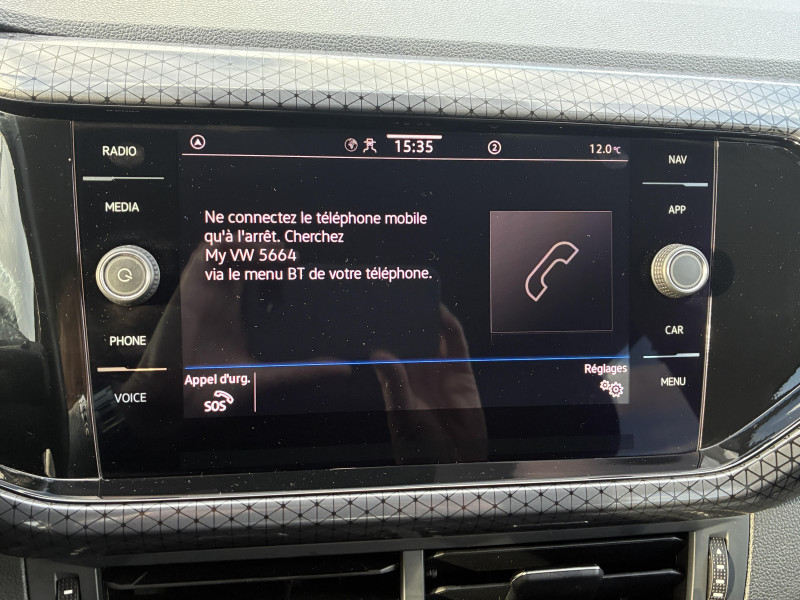 RADIO
MEDIA
PHONE
VOICE
15:35
2
12.0°C
Ne connectez le téléphone mobile
qu'à l'arrêt. Cherchez
My VW 5664
via le menu BT de votre téléphone.
Appel d'urg.
SOS
Réglages
NAV
APP
CAR
MENU